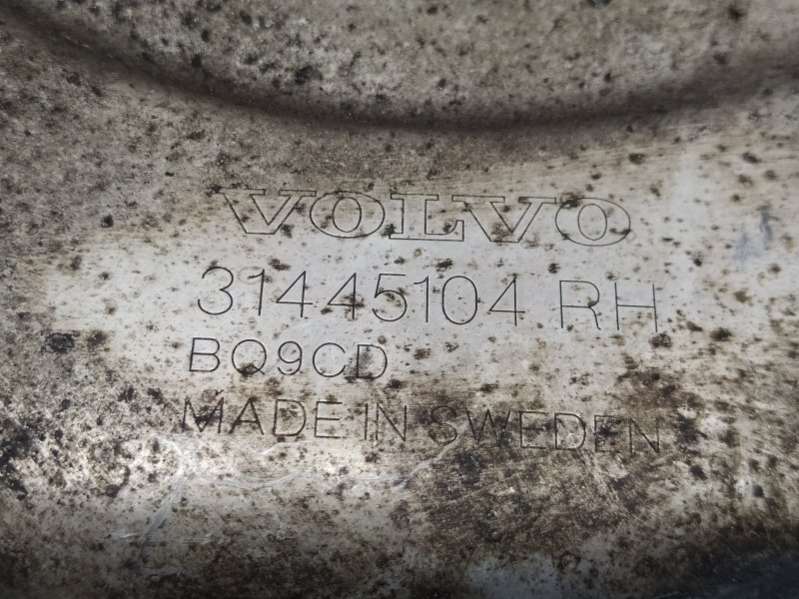 VOLVO
31445104 RH
BQ9CD
MADE IN SWEDEN